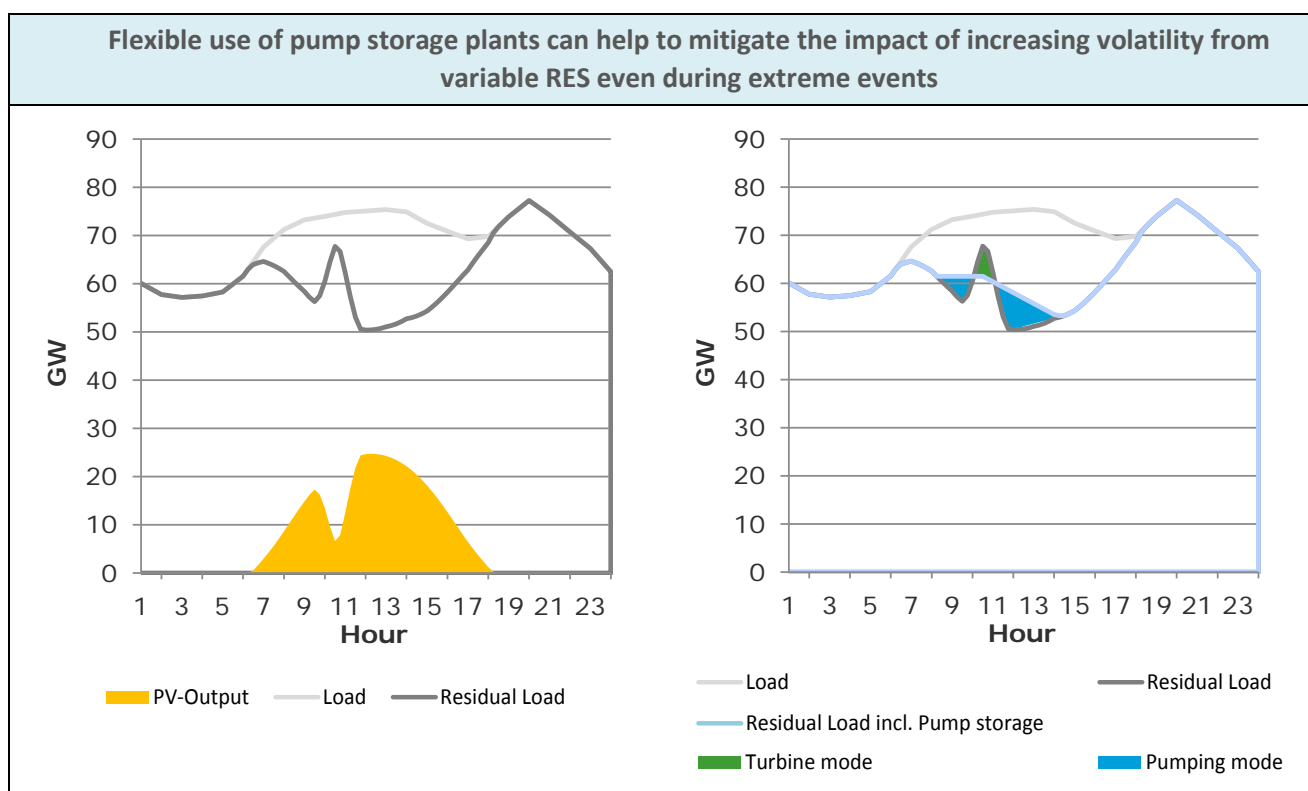 Flexible use of pump storage plants can help to mitigate the impact of increasing volatility from
variable RES even during extreme events
90
80
70
60
50
40
30
20
10
0
GW
1 3 5 7 9 11 13 15 17 19 21 23
Hour
PV-Output Load Residual Load
90
80
70
60
50
40
30
20
10
0
GW
1 3 5 7 9 11 13 15 17 19 21 23
Hour
Load Residual Load
Residual Load incl. Pump storage
Turbine mode Pumping mode